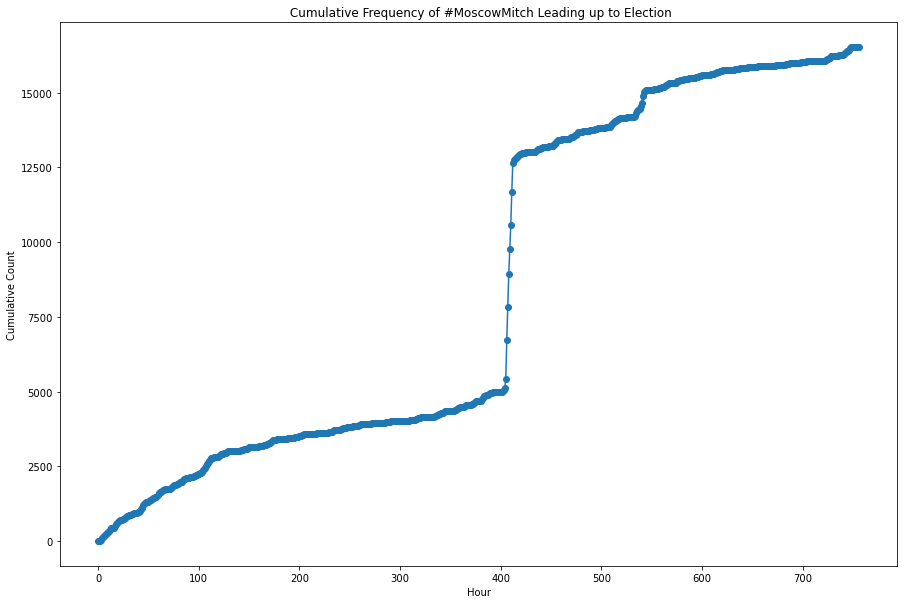 Cumulative Frequency of #MoscowMitch Leading up to Election
Cumulative Count
15000
12500
10000
7500
5000
2500
0
0 100 200 300 400 500 600 700
Hour